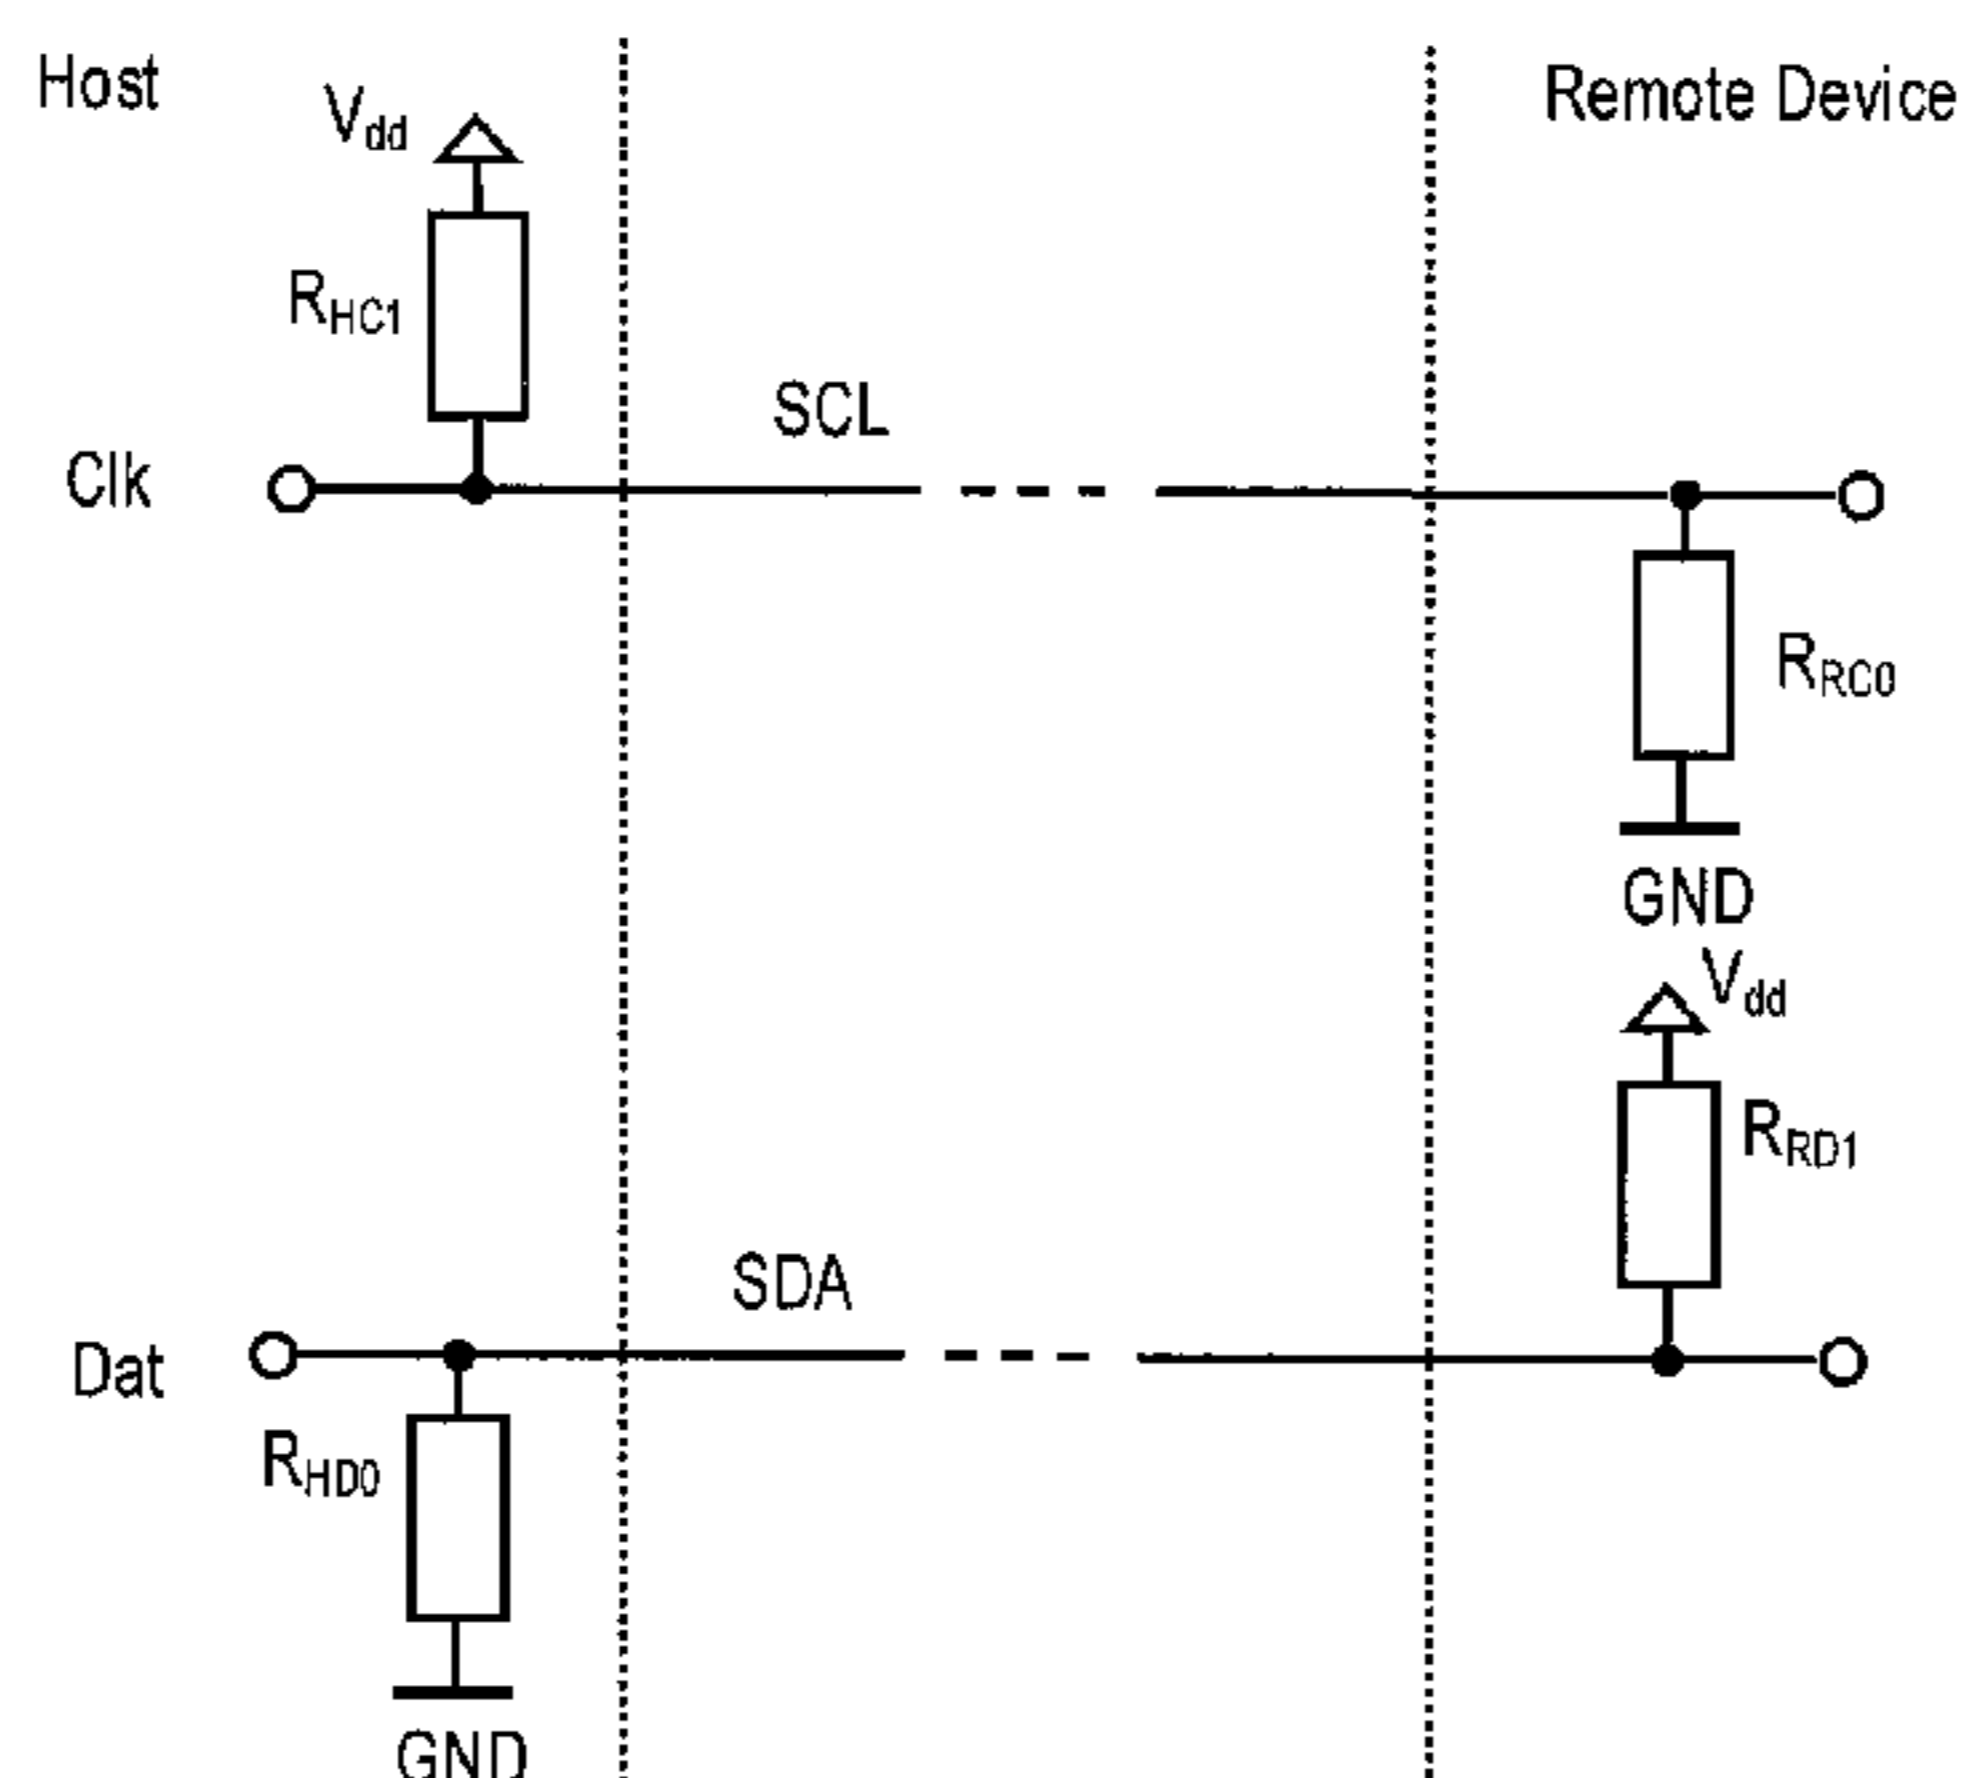 Host
Remote Device
Vdd
RHC1
SCL
Clk
RRC0
GND
Vdd
RRD1
SDA
Dat
RHD0
GND